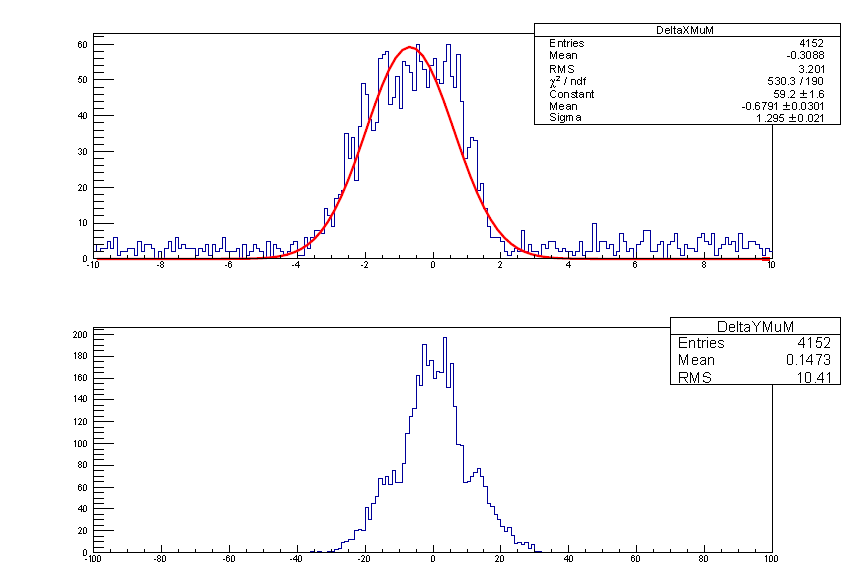 DeltaXMuM
Entries 4152
Mean -0.3088
RMS 3.201
χ² / ndf 530.3 / 190
Constant 59.2 ± 1.6
Mean -0.6791 ± 0.0301
Sigma 1.295 ± 0.021
60
50
40
30
20
10
0
-10 -8 -6 -4 -2 0 2 4 6 8 10
DeltaYMuM
Entries 4152
Mean 0.1473
RMS 10.41
200
180
160
140
120
100
80
60
40
20
0
-100 -80 -60 -40 -20 0 20 40 60 80 100